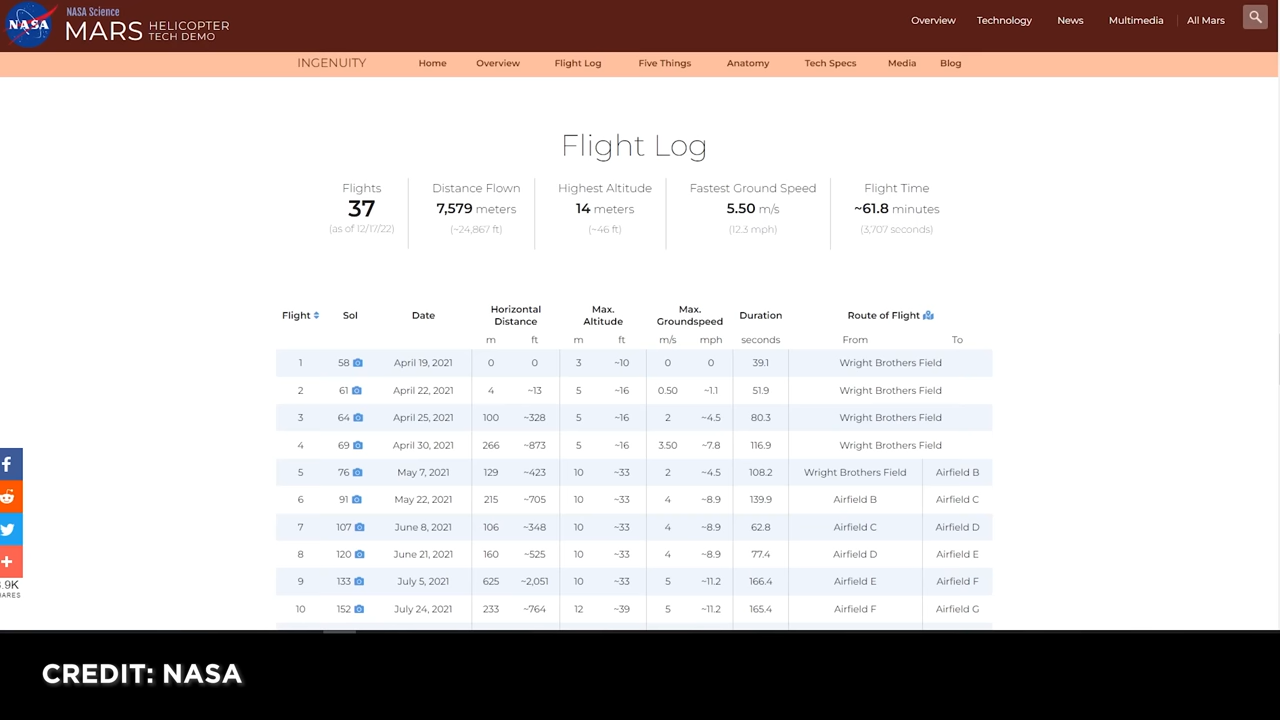 NASA
NASA Science
MARS HELICOPTER TECH DEMO
Overview Technology News Multimedia All Mars
INGENUITY Home Overview Flight Log Five Things Anatomy Tech Specs Media Blog
Flight Log
Flights Distance Flown Highest Altitude Fastest Ground Speed Flight Time
37 7,579 meters 14 meters 5.50 m/s ~61.8 minutes
(as of 12/17/22) (~24,867 ft) (~46 ft) (12.3 mph) (3,707 seconds)
Flight Sol Date Horizontal Distance Max. Altitude Max. Groundspeed Duration Route of Flight
m ft m ft m/s mph seconds From To
1 58 April 19, 2021 0 0 3 ~10 0 0 39.1 Wright Brothers Field
2 61 April 22, 2021 4 ~13 5 ~16 0.50 ~1.1 51.9 Wright Brothers Field
3 64 April 25, 2021 100 ~328 5 ~16 2 ~4.5 80.3 Wright Brothers Field
4 69 April 30, 2021 266 ~873 5 ~16 3.50 ~7.8 116.9 Wright Brothers Field
5 76 May 7, 2021 129 ~423 10 ~33 2 ~4.5 108.2 Wright Brothers Field Airfield B
6 91 May 22, 2021 215 ~705 10 ~33 4 ~8.9 139.9 Airfield B Airfield C
7 107 June 8, 2021 106 ~348 10 ~33 4 ~8.9 62.8 Airfield C Airfield D
8 120 June 21, 2021 160 ~525 10 ~33 4 ~8.9 77.4 Airfield D Airfield E
9 133 July 5, 2021 625 ~2,051 10 ~33 5 ~11.2 166.4 Airfield E Airfield F
10 152 July 24, 2021 233 ~764 12 ~39 5 ~11.2 165.4 Airfield F Airfield G
.9K
HARES
CREDIT: NASA